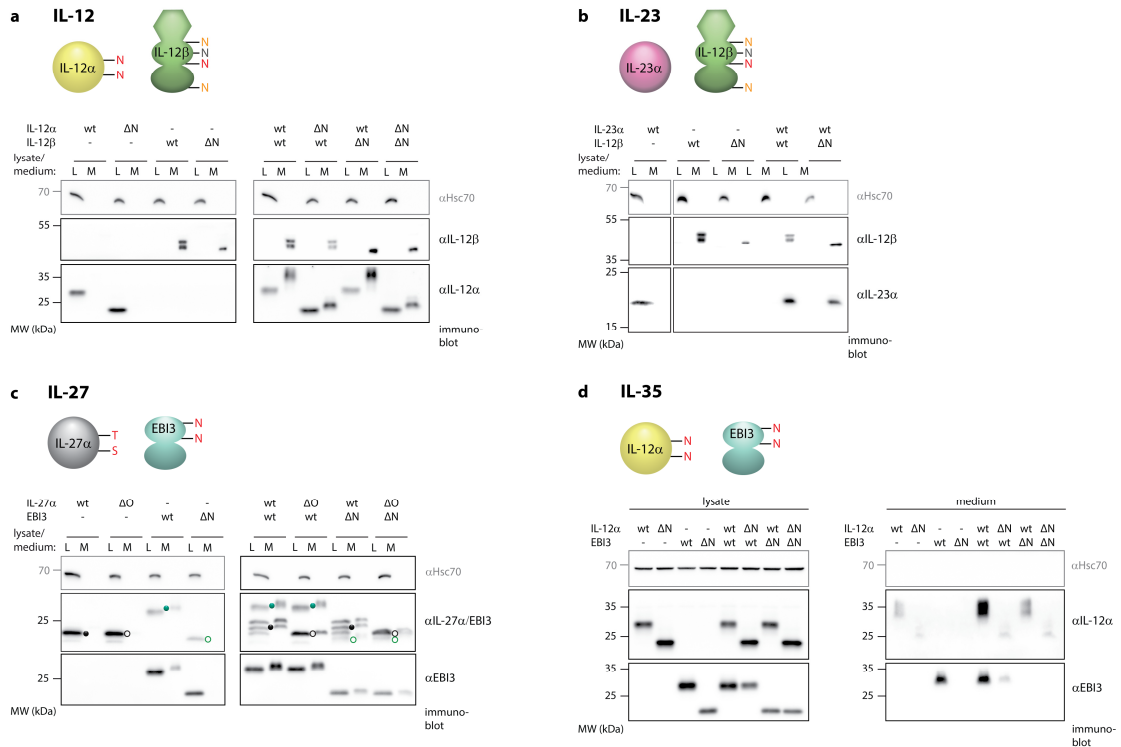 a IL-12
IL-12α N N
IL-12β N N N N
IL-12α wt ΔN - - wt ΔN wt ΔN
IL-12β - - wt ΔN wt wt ΔN ΔN
lysate/
medium: L M L M L M L M L M L M L M L M
70 αHsc70
55 αIL-12β
35 αIL-12α
25
MW (kDa) immuno-
blot
b IL-23
IL-23α
IL-12β N N N N
IL-23α wt - - wt wt
IL-12β - wt ΔN wt ΔN
lysate/
medium: L M L M L M L M L M
70 αHsc70
55 αIL-12β
35
25 αIL-23α
15
MW (kDa) immuno-
blot
c IL-27
IL-27α T S
EBI3 N N
IL-27α wt ΔO - - wt ΔO wt ΔO
EBI3 - - wt ΔN wt wt ΔN ΔN
lysate/
medium: L M L M L M L M L M L M L M L M
70 αHsc70
25 αIL-27α/EBI3
25 αEBI3
MW (kDa) immuno-
blot
d IL-35
IL-12α N N
EBI3 N N
lysate medium
IL-12α wt ΔN - - wt ΔN wt ΔN IL-12α wt ΔN - - wt ΔN wt ΔN
EBI3 - - wt ΔN wt wt ΔN ΔN EBI3 - - wt ΔN wt wt ΔN ΔN
70 70 αHsc70
35 35 αIL-12α
25 25
35 35 αEBI3
25 25
MW (kDa) immuno-
blot